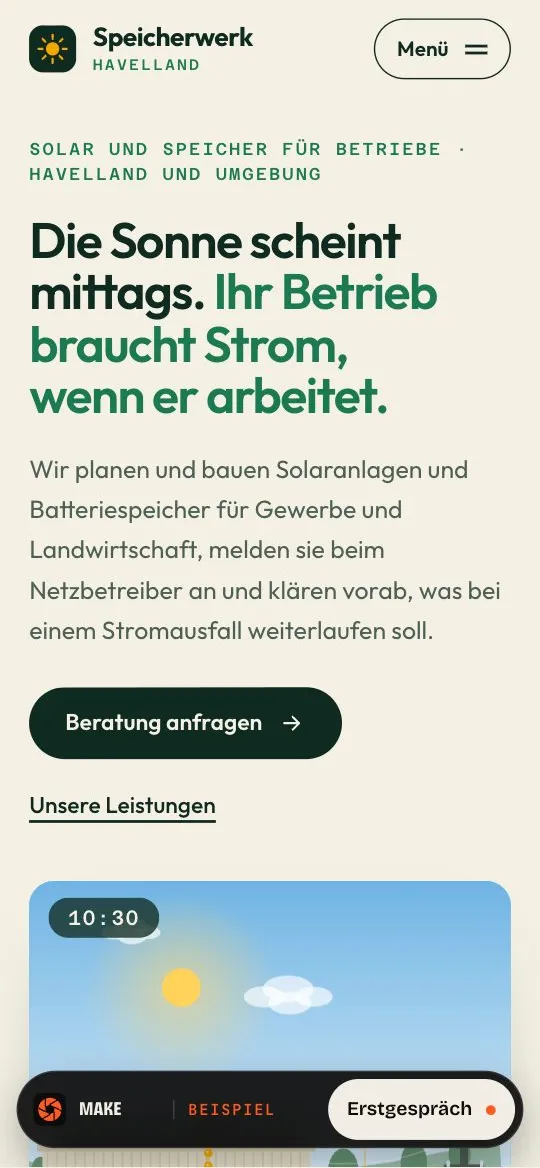 Speicherwerk
HAVELLAND
Menü
SOLAR UND SPEICHER FÜR BETRIEBE ·
HAVELLAND UND UMGEBUNG
Die Sonne scheint
mittags. Ihr Betrieb
braucht Strom,
wenn er arbeitet.
Wir planen und bauen Solaranlagen und
Batteriespeicher für Gewerbe und
Landwirtschaft, melden sie beim
Netzbetreiber an und klären vorab, was bei
einem Stromausfall weiterlaufen soll.
Beratung anfragen →
Unsere Leistungen
10:30
MAKE | BEISPIEL
Erstgespräch